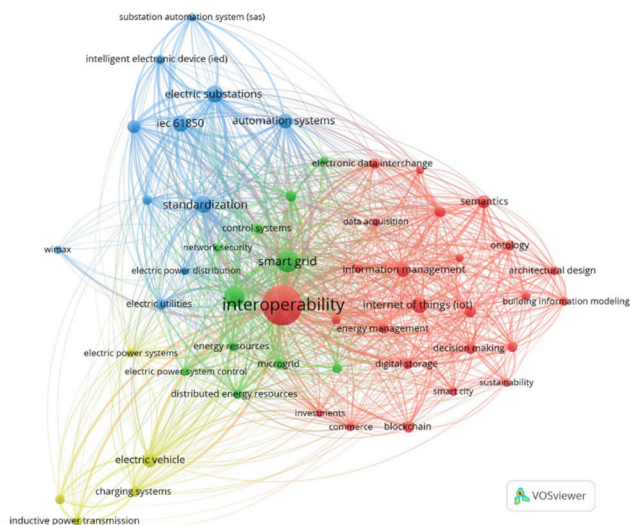 substation automation system (sas)
intelligent electronic device (ied)
electric substations
iec 61850
automation systems
electronic data interchange
semantics
standardization
data acquisition
control systems
wimax
network security
ontology
smart grid
electric power distribution
information management
architectural design
electric utilities
interoperability
internet of things (iot)
building information modeling
energy management
electric power systems
energy resources
decision making
electric power system control
microgrid
digital storage
sustainability
distributed energy resources
smart city
investments
commerce
blockchain
electric vehicle
charging systems
inductive power transmission
VOSviewer